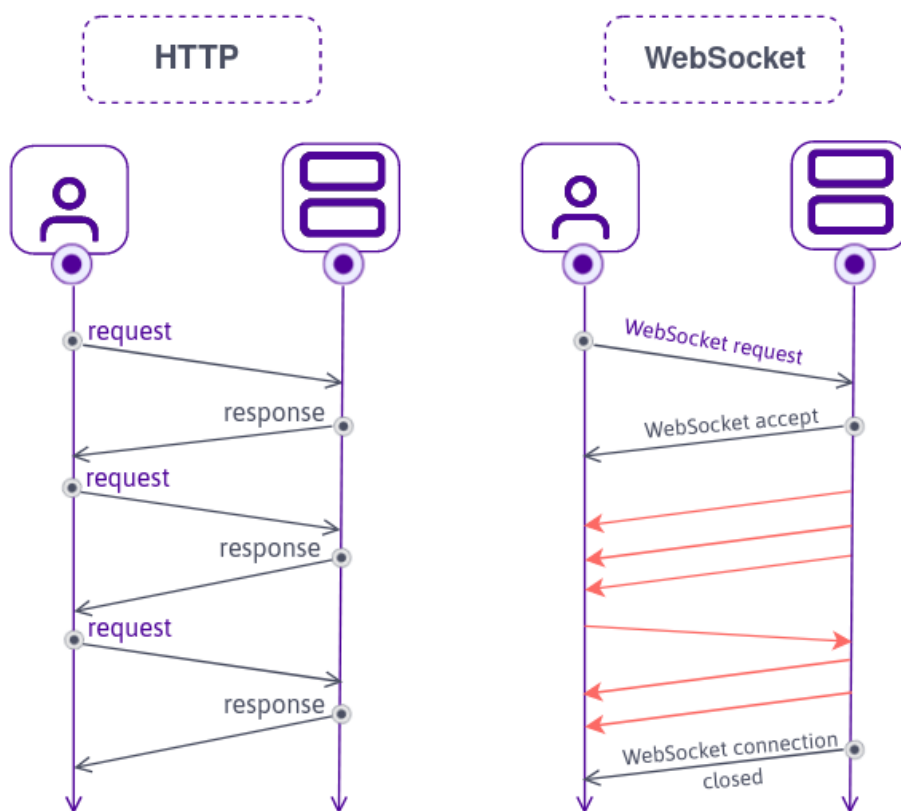 HTTP
WebSocket
request
response
request
response
request
response
WebSocket request
WebSocket accept
WebSocket connection
closed